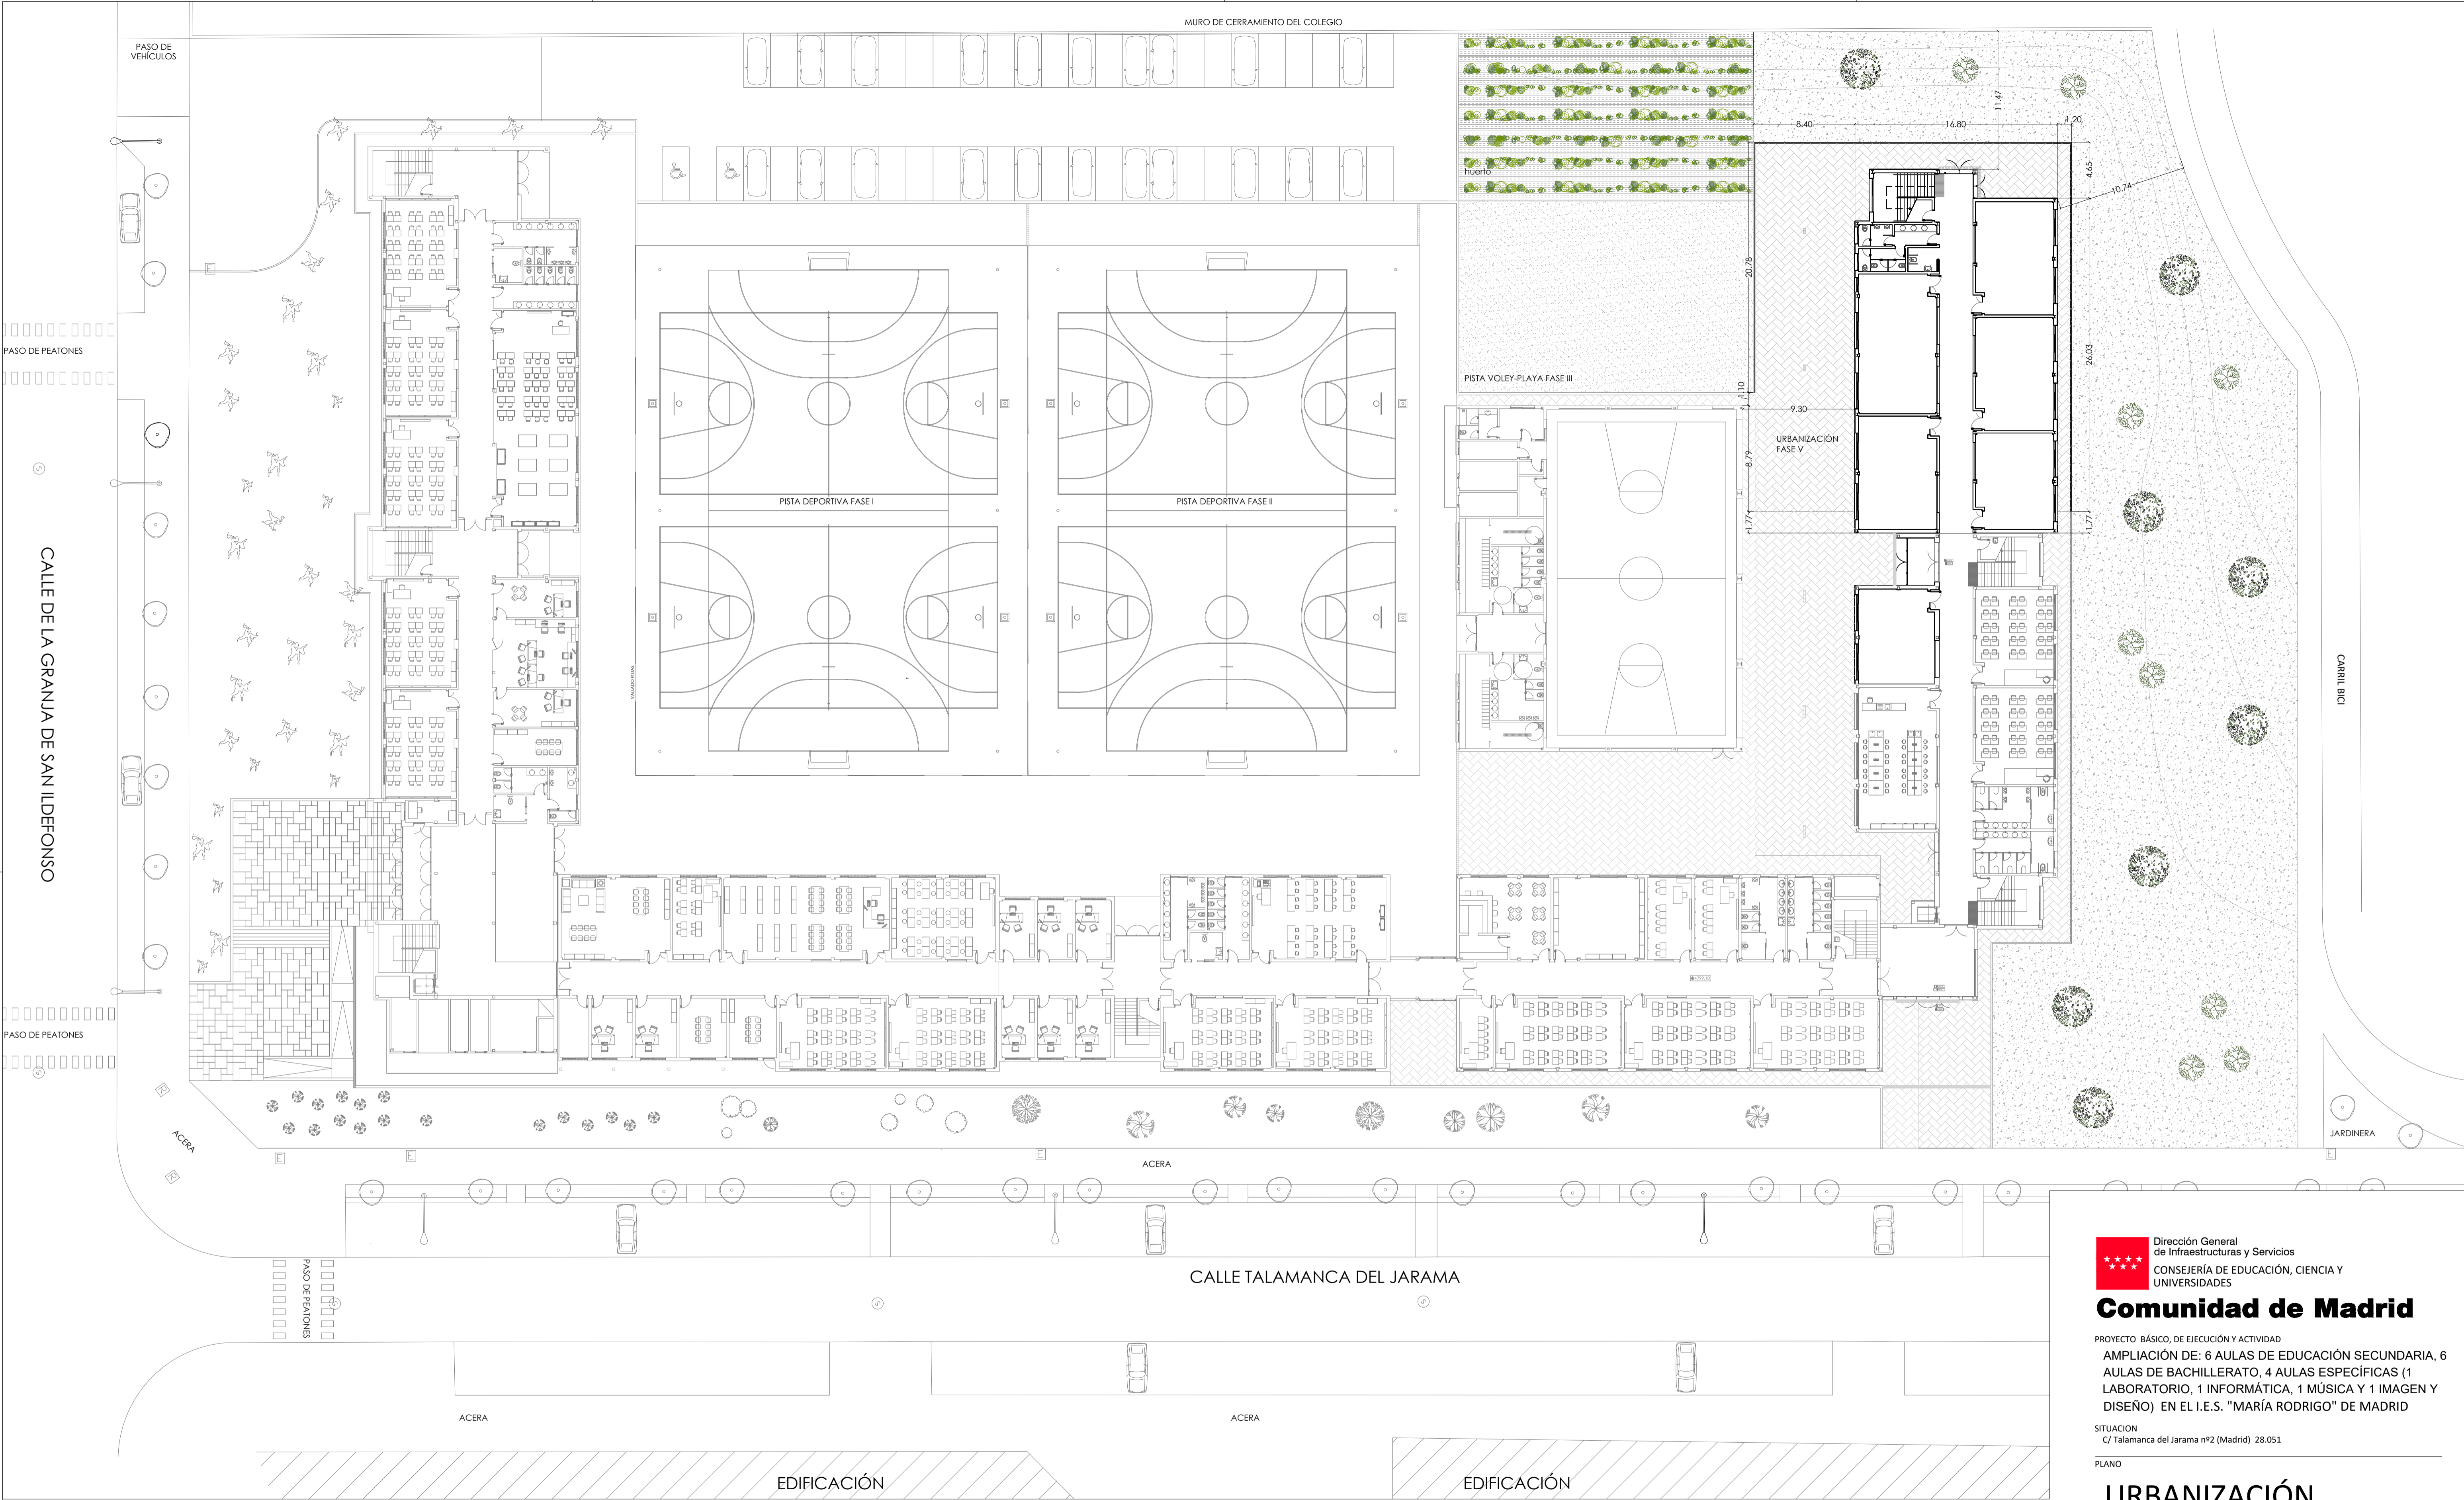 MURO DE CERRAMIENTO DEL COLEGIO
PASO DE
VEHÍCULOS
11.47
8.40
16.80
1.20
4.65
10.74
huerto
20.78
PASO DE PEATONES
PISTA VOLEY-PLAYA FASE III
1.10
9.30
26.03
URBANIZACIÓN
FASE V
8.79
PISTA DEPORTIVA FASE I
PISTA DEPORTIVA FASE II
1.77
1.77
CALLE DE LA GRANJA DE SAN ILDEFONSO
VALLADO PISTAS
CARRIL BICI
PASO DE PEATONES
ACERA
JARDINERA
ACERA
PASO DE PEATONES
CALLE TALAMANCA DEL JARAMA
ACERA
ACERA
EDIFICACIÓN
EDIFICACIÓN
Dirección General
de Infraestructuras y Servicios
CONSEJERÍA DE EDUCACIÓN, CIENCIA Y
UNIVERSIDADES
Comunidad de Madrid
PROYECTO BÁSICO, DE EJECUCIÓN Y ACTIVIDAD
AMPLIACIÓN DE: 6 AULAS DE EDUCACIÓN SECUNDARIA, 6
AULAS DE BACHILLERATO, 4 AULAS ESPECÍFICAS (1
LABORATORIO, 1 INFORMÁTICA, 1 MÚSICA Y 1 IMAGEN Y
DISEÑO) EN EL I.E.S. "MARÍA RODRIGO" DE MADRID
SITUACION
C/ Talamanca del Jarama nº2 (Madrid) 28.051
PLANO
URBANIZACIÓN